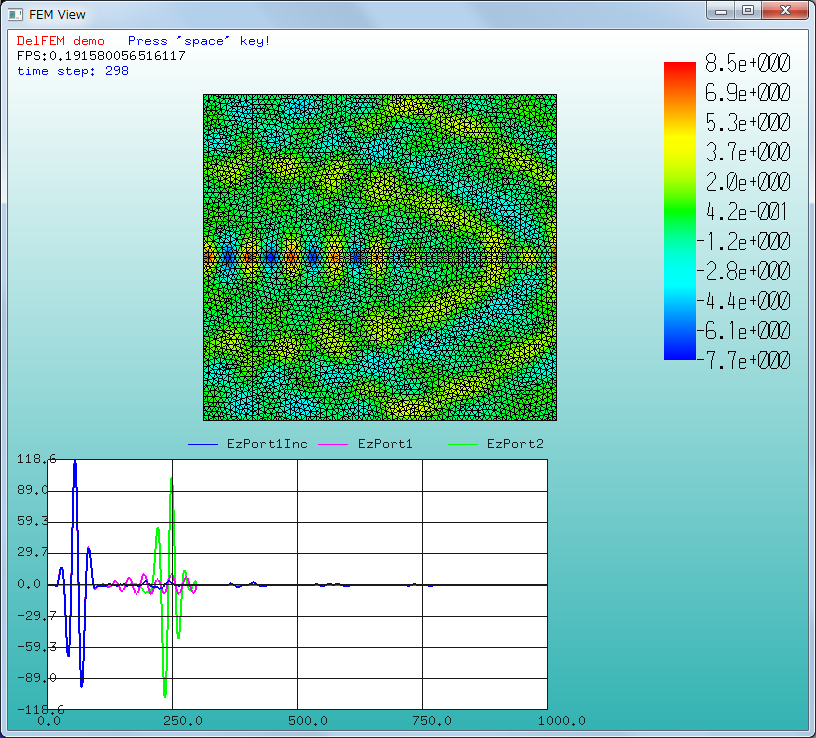 FEM View
DelFEM demo Press "space" key!
FPS:0.191580056516117
time step: 298
8.5e+000
6.9e+000
5.3e+000
3.7e+000
2.0e+000
4.2e-001
-1.2e+000
-2.8e+000
-4.4e+000
-6.1e+000
-7.7e+000
EzPort1Inc EzPort1 EzPort2
118.6
89.0
59.3
29.7
0.0
-29.7
-59.3
-89.0
-118.6
0.0 250.0 500.0 750.0 1000.0